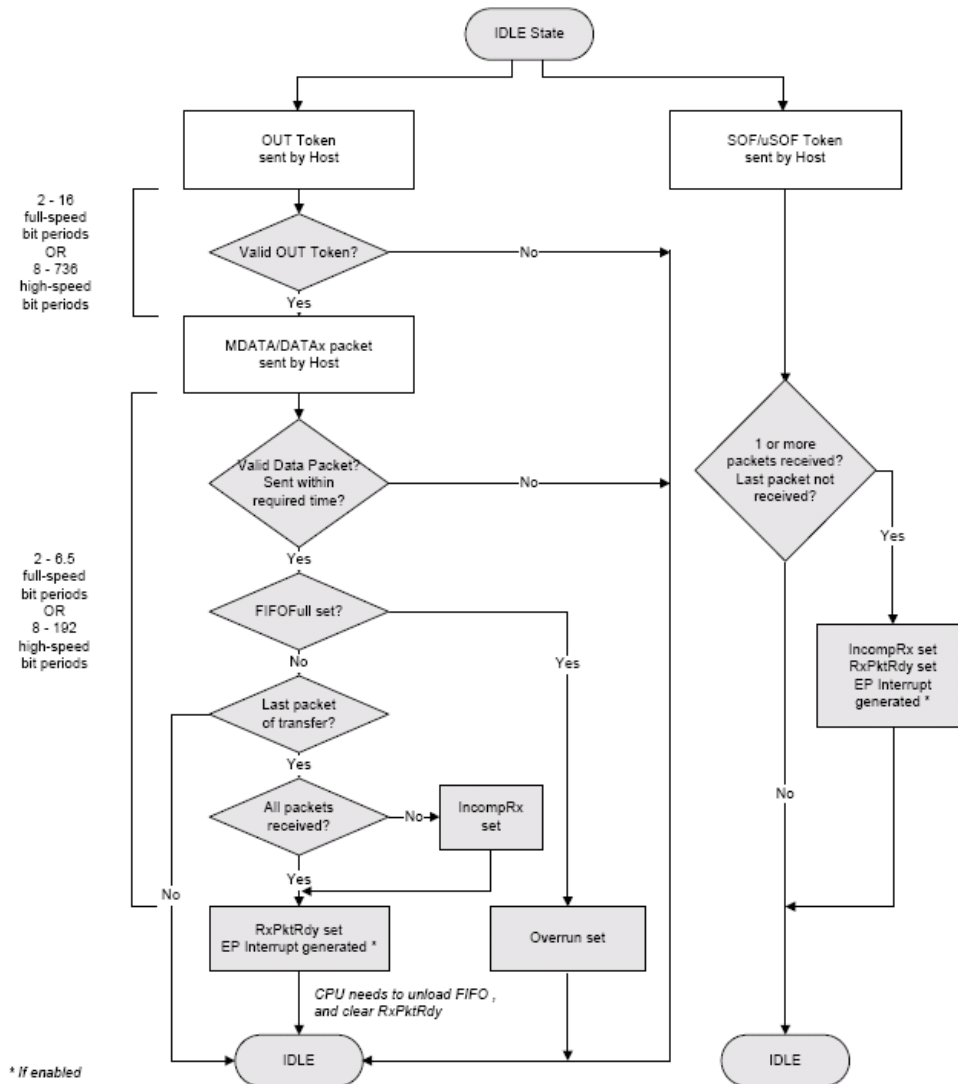 IDLE State
OUT Token
sent by Host
SOF/uSOF Token
sent by Host
2 - 16
full-speed
bit periods
OR
8 - 736
high-speed
bit periods
Valid OUT Token?
No
Yes
MDATA/DATAx packet
sent by Host
1 or more
packets received?
Last packet not
received?
Valid Data Packet?
Sent within
required time?
No
Yes
Yes
2 - 6.5
full-speed
bit periods
OR
8 - 192
high-speed
bit periods
FIFOFull set?
Yes
No
IncompRx set
RxPktRdy set
EP Interrupt
generated *
Last packet
of transfer?
Yes
All packets
received?
No
IncompRx
set
No
Yes
No
RxPktRdy set
EP Interrupt generated *
Overrun set
CPU needs to unload FIFO ,
and clear RxPktRdy
IDLE
IDLE
* If enabled